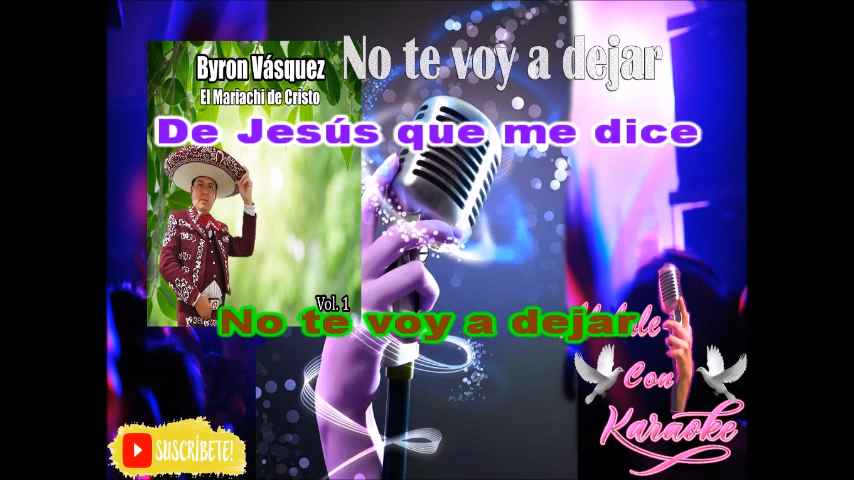 No te voy a dejar
Byron Vásquez
El Mariachi de Cristo
De Jesús que me dice
Vol. 1
No te voy a dejar
Con
Karaoke
SUSCRÍBETE!